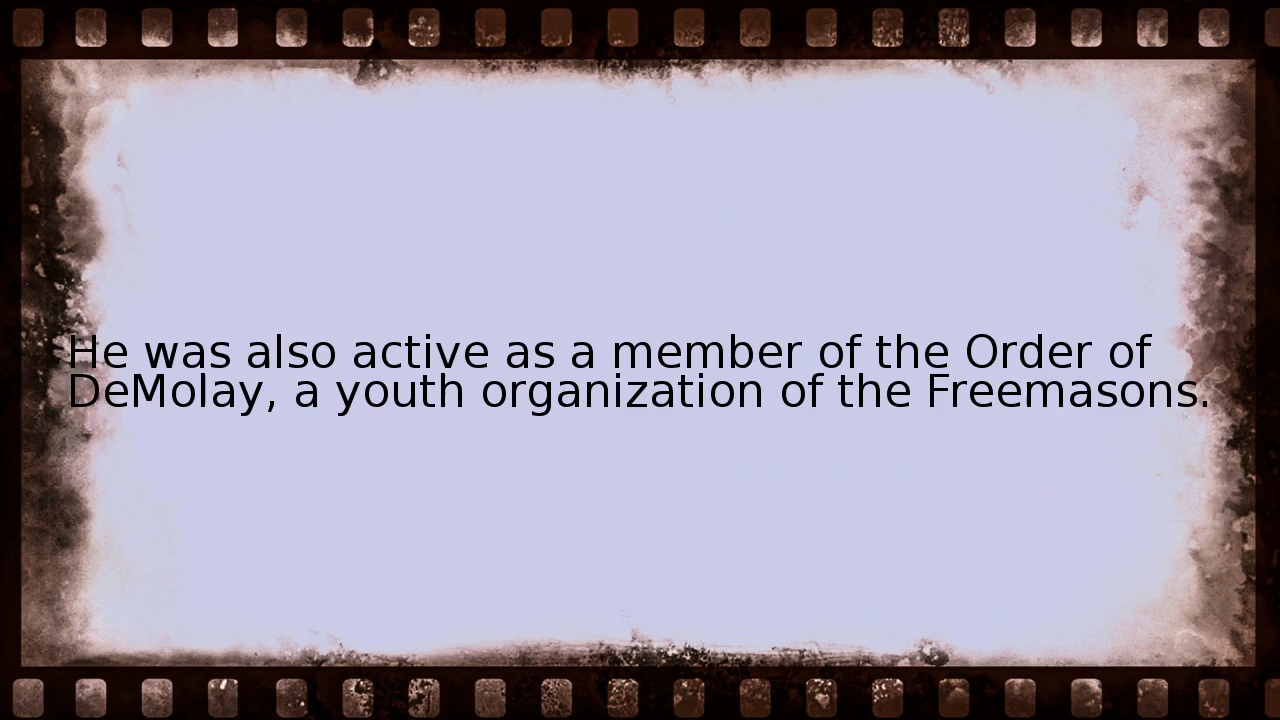 He was also active as a member of the Order of
DeMolay, a youth organization of the Freemasons.